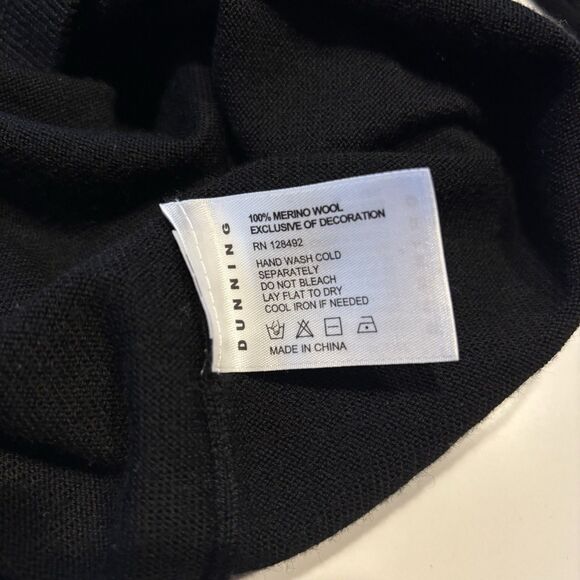 DUNNING
100% MERINO WOOL
EXCLUSIVE OF DECORATION
RN 128492
HAND WASH COLD
SEPARATELY
DO NOT BLEACH
LAY FLAT TO DRY
COOL IRON IF NEEDED
MADE IN CHINA